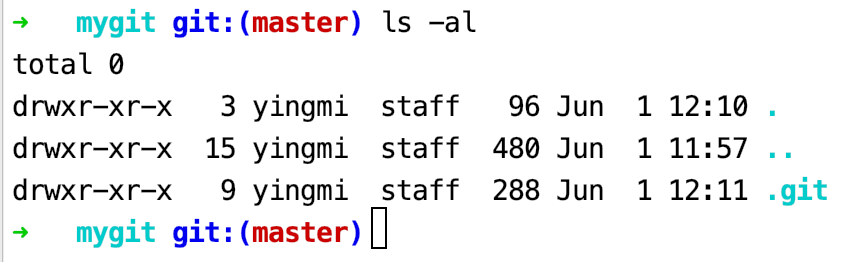 ➜  mygit git:(master) ls -al
total 0
drwxr-xr-x   3 yingmi  staff   96 Jun  1 12:10 .
drwxr-xr-x  15 yingmi  staff  480 Jun  1 11:57 ..
drwxr-xr-x   9 yingmi  staff  288 Jun  1 12:11 .git
➜  mygit git:(master)